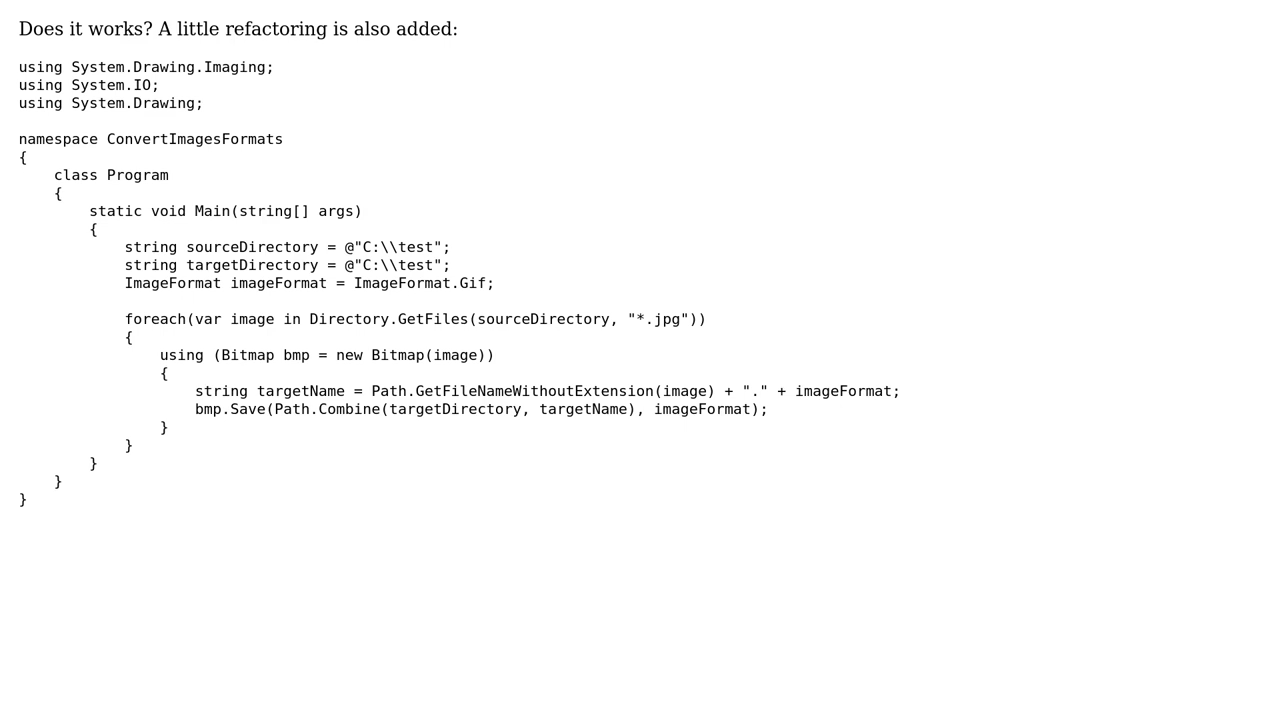 Does it works? A little refactoring is also added:
using System.Drawing.Imaging;
using System.IO;
using System.Drawing;

namespace ConvertImagesFormats
{
    class Program
    {
        static void Main(string[] args)
        {
            string sourceDirectory = @"C:\\test";
            string targetDirectory = @"C:\\test";
            ImageFormat imageFormat = ImageFormat.Gif;

            foreach(var image in Directory.GetFiles(sourceDirectory, "*.jpg"))
            {
                using (Bitmap bmp = new Bitmap(image))
                {
                    string targetName = Path.GetFileNameWithoutExtension(image) + "." + imageFormat;
                    bmp.Save(Path.Combine(targetDirectory, targetName), imageFormat);
                }
            }
        }
    }
}